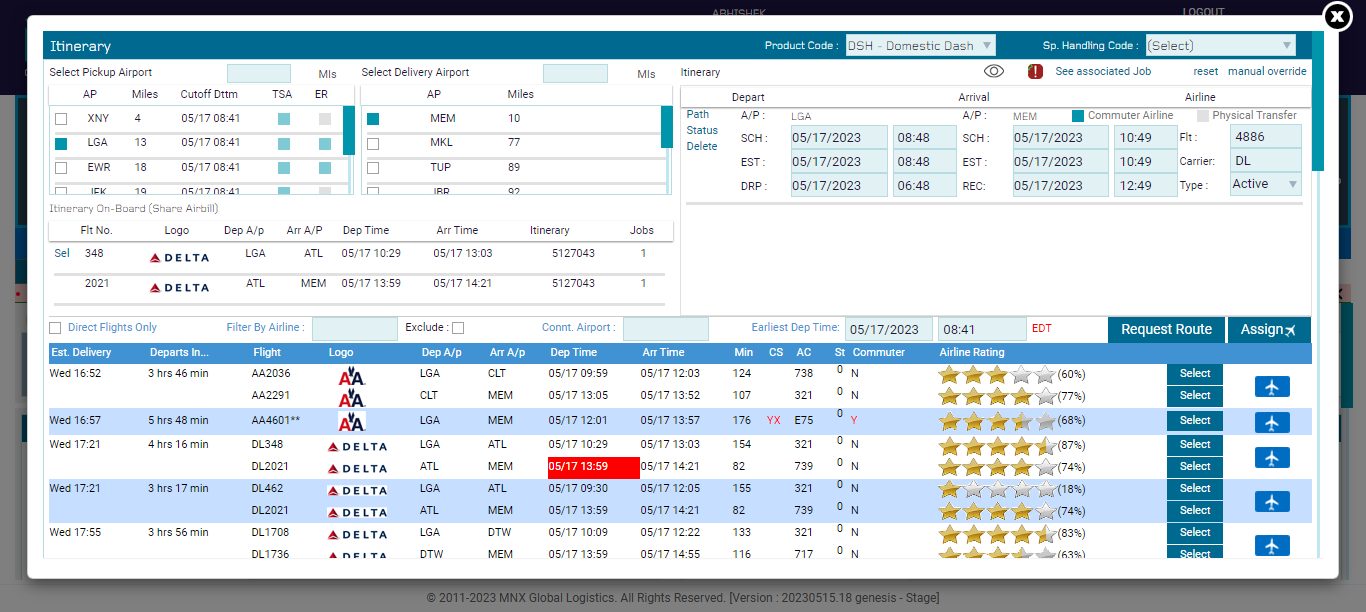 ABHISHEK LOGOUT
Itinerary Product Code : DSH - Domestic Dash Sp. Handling Code : (Select)
Select Pickup Airport Mls Select Delivery Airport Mls Itinerary See associated Job reset manual override
AP Miles Cutoff Dttm TSA ER AP Miles Depart Arrival Airline
XNY 4 05/17 08:41 MEM 10 Path A/P : LGA A/P : MEM Commuter Airline Physical Transfer
LGA 13 05/17 08:41 MKL 77 Status SCH : 05/17/2023 08:48 SCH : 05/17/2023 10:49 Flt : 4886
EWR 18 05/17 08:41 TUP 89 Delete EST : 05/17/2023 08:48 EST : 05/17/2023 10:49 Carrier: DL
JFK 19 05/17 08:41 JBR 92 DRP : 05/17/2023 06:48 REC: 05/17/2023 12:49 Type : Active
Itinerary On-Board (Share Airbill)
Flt No. Logo Dep A/p Arr A/P Dep Time Arr Time Itinerary Jobs
Sel 348 DELTA LGA ATL 05/17 10:29 05/17 13:03 5127043 1
2021 DELTA ATL MEM 05/17 13:59 05/17 14:21 5127043 1
Direct Flights Only Filter By Airline : Exclude : Connt. Airport : Earliest Dep Time: 05/17/2023 08:41 EDT Request Route Assign
Est. Delivery Departs In... Flight Logo Dep A/p Arr A/p Dep Time Arr Time Min CS AC St Commuter Airline Rating
Wed 16:52 3 hrs 46 min AA2036 AA LGA CLT 05/17 09:59 05/17 12:03 124 738 0 N (60%) Select
AA2291 AA CLT MEM 05/17 13:05 05/17 13:52 107 321 0 N (77%) Select
Wed 16:57 5 hrs 48 min AA4601** AA LGA MEM 05/17 12:01 05/17 13:57 176 YX E75 0 Y (68%) Select
Wed 17:21 4 hrs 16 min DL348 DELTA LGA ATL 05/17 10:29 05/17 13:03 154 321 0 N (87%) Select
DL2021 DELTA ATL MEM 05/17 13:59 05/17 14:21 82 739 0 N (74%) Select
Wed 17:21 3 hrs 17 min DL462 DELTA LGA ATL 05/17 09:30 05/17 12:05 155 321 0 N (18%) Select
DL2021 DELTA ATL MEM 05/17 13:59 05/17 14:21 82 739 0 N (74%) Select
Wed 17:55 3 hrs 56 min DL1708 DELTA LGA DTW 05/17 10:09 05/17 12:22 133 321 0 N (83%) Select
DL1736 DELTA DTW MEM 05/17 13:59 05/17 14:55 116 717 0 N (63%) Select
© 2011-2023 MNX Global Logistics. All Rights Reserved. [Version : 20230515.18 genesis - Stage]